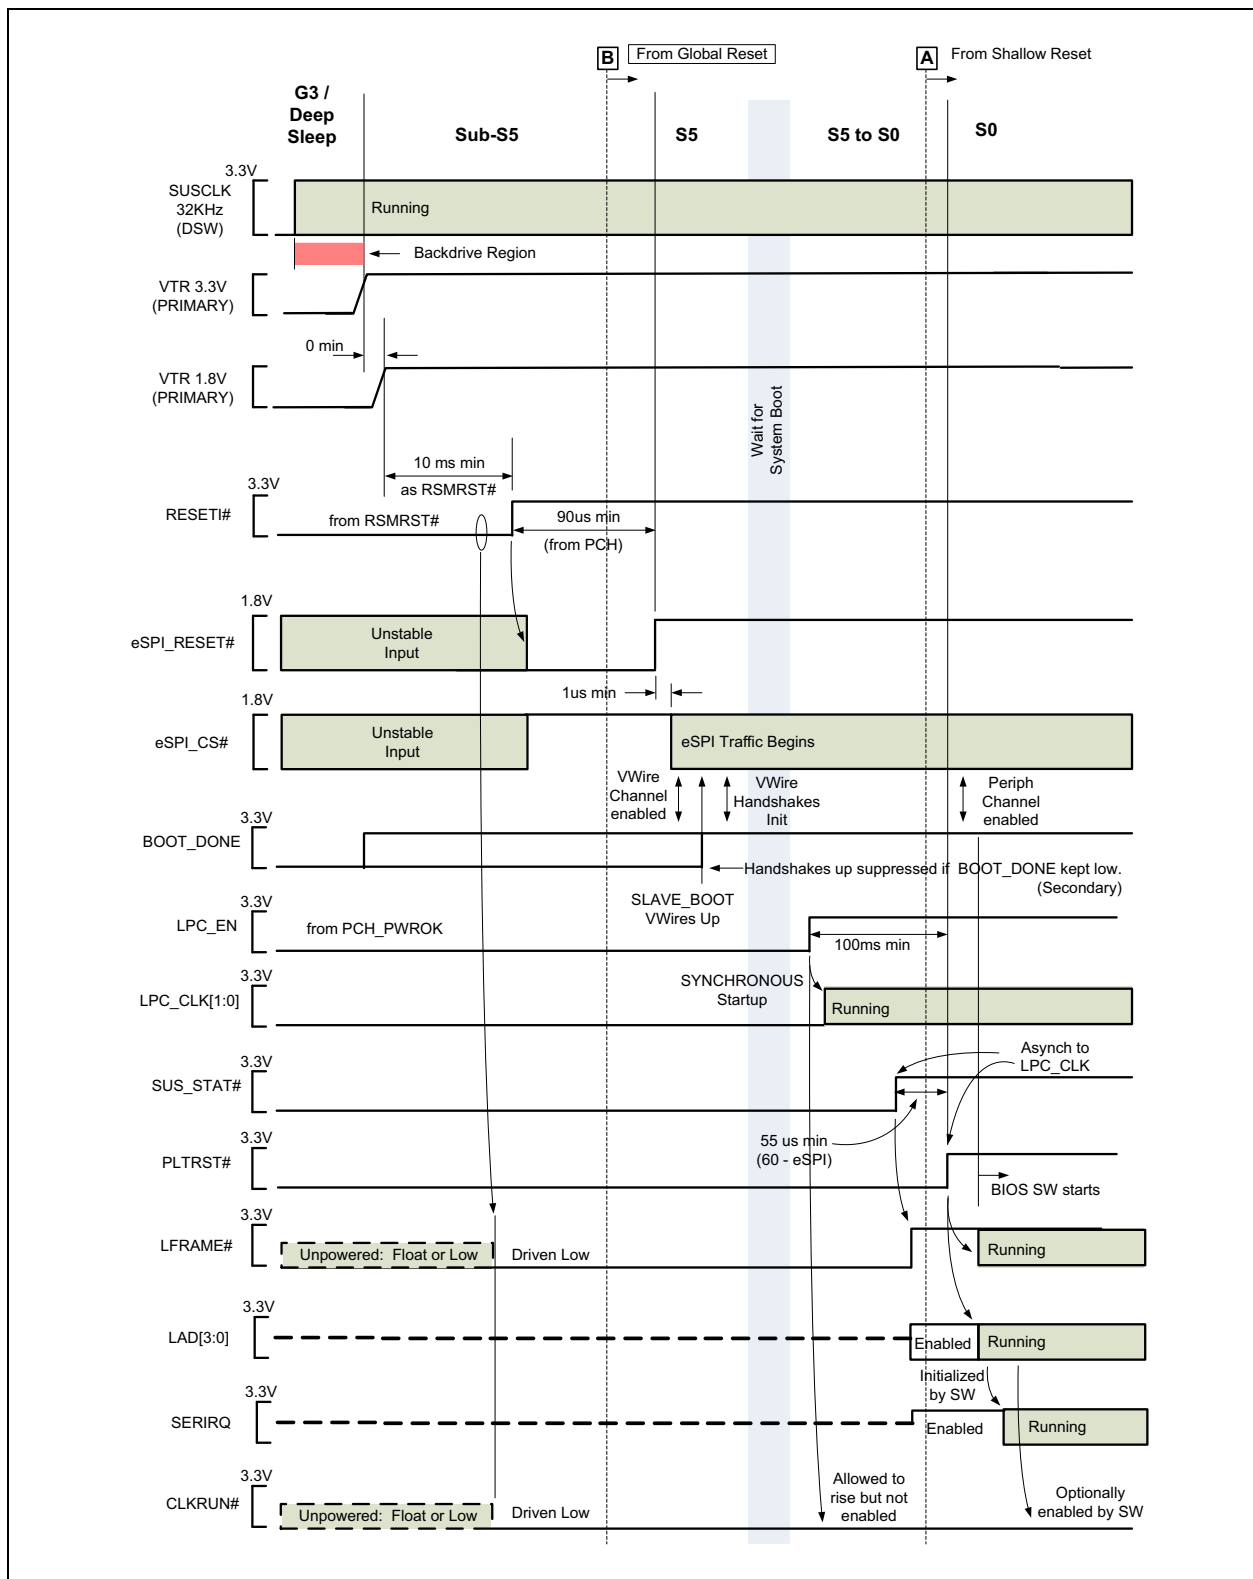 B
From Global Reset
A
From Shallow Reset
G3 /
Deep
Sleep
Sub-S5
S5
S5 to S0
S0
3.3V
SUSCLK
32KHz
(DSW)
Running
Backdrive Region
VTR 3.3V
(PRIMARY)
0 min
VTR 1.8V
(PRIMARY)
Wait for
System Boot
10 ms min
as RSMRST#
3.3V
RESETI#
from RSMRST#
90us min
(from PCH)
1.8V
eSPI_RESET#
Unstable
Input
1us min
1.8V
eSPI_CS#
Unstable
Input
eSPI Traffic Begins
VWire
Channel
enabled
VWire
Handshakes
Init
Periph
Channel
enabled
3.3V
BOOT_DONE
Handshakes up suppressed if BOOT_DONE kept low.
(Secondary)
SLAVE_BOOT
VWires Up
3.3V
LPC_EN
from PCH_PWROK
100ms min
3.3V
LPC_CLK[1:0]
SYNCHRONOUS
Startup
Running
Asynch to
LPC_CLK
3.3V
SUS_STAT#
55 us min
(60 - eSPI)
3.3V
PLTRST#
BIOS SW starts
3.3V
LFRAME#
Unpowered: Float or Low
Driven Low
Running
3.3V
LAD[3:0]
Enabled
Running
Initialized
by SW
3.3V
SERIRQ
Enabled
Running
3.3V
CLKRUN#
Unpowered: Float or Low
Driven Low
Allowed to
rise but not
enabled
Optionally
enabled by SW